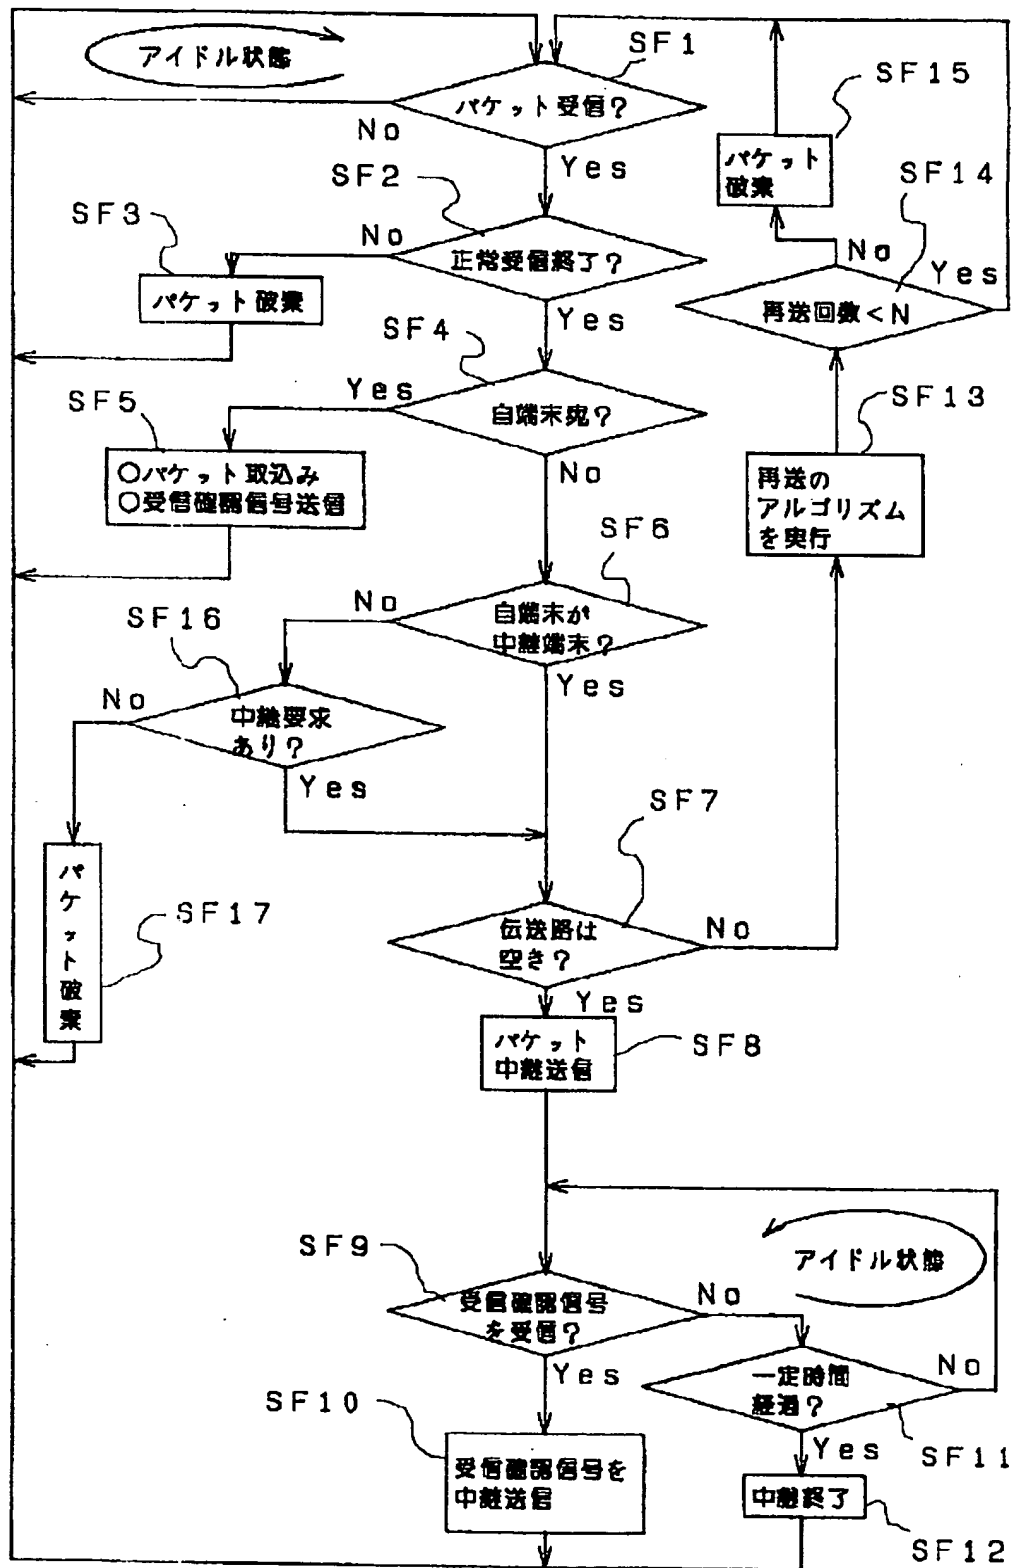 アイドル状態
SF1
パケット受信？
No
Yes
SF15
パケット
破棄
SF14
No
Yes
再送回数＜N
SF2
No
正常受信終了？
Yes
SF3
パケット破棄
SF4
Yes
自端末宛？
No
SF5
○パケット取込み
○受信確認信号送信
SF13
再送の
アルゴリズム
を実行
SF6
No
自端末が
中継端末？
Yes
SF16
No
中継要求
あり？
Yes
SF7
伝送路は
空き？
No
Yes
パケット破棄
SF17
パケット
中継送信
SF8
アイドル状態
SF9
受信確認信号
を受信？
No
Yes
一定時間
経過？
No
Yes
SF11
SF10
受信確認信号を
中継送信
中継終了
SF12